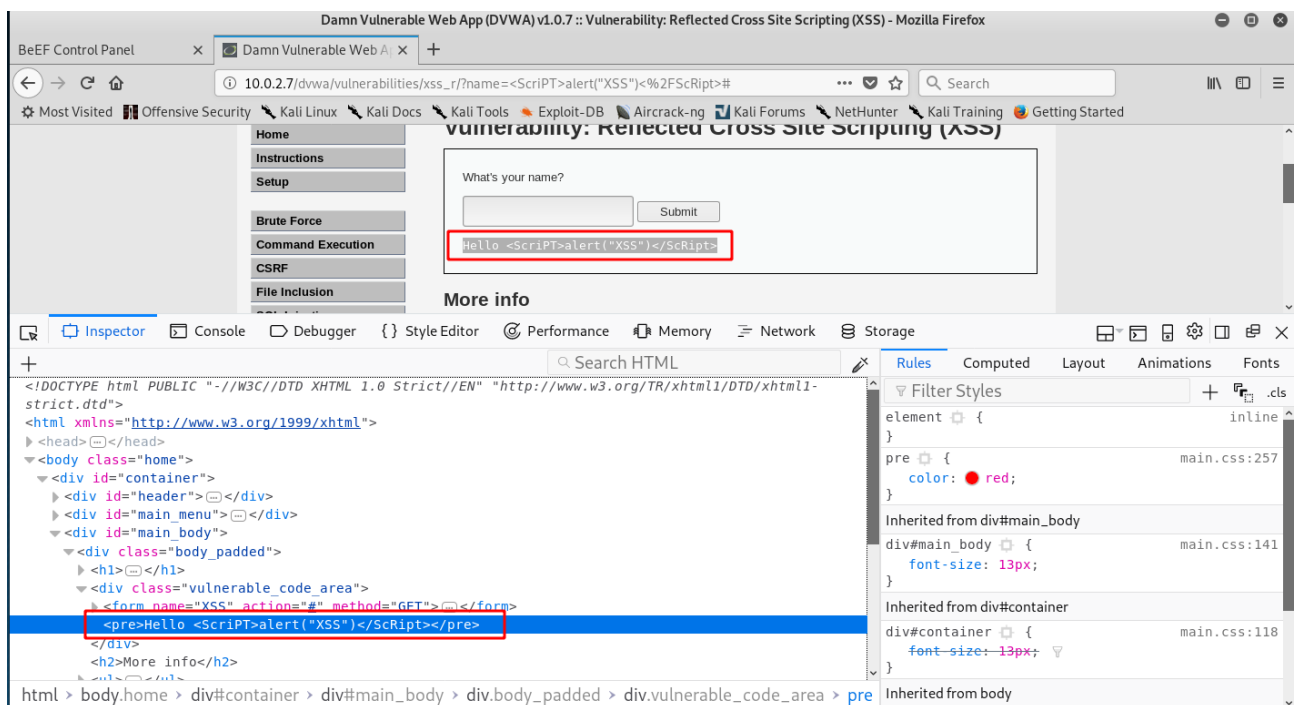 Damn Vulnerable Web App (DVWA) v1.0.7 :: Vulnerability: Reflected Cross Site Scripting (XSS) - Mozilla Firefox
BeEF Control Panel
Damn Vulnerable Web A
10.0.2.7/dvwa/vulnerabilities/xss_r/?name=<ScriPT>alert("XSS")<%2FScRipt>#
Search
Most Visited Offensive Security Kali Linux Kali Docs Kali Tools Exploit-DB Aircrack-ng Kali Forums NetHunter Kali Training Getting Started
Vulnerability: Reflected Cross Site Scripting (XSS)
Home
Instructions
Setup
Brute Force
Command Execution
CSRF
File Inclusion
What's your name?
Submit
Hello <ScriPT>alert("XSS")</ScRipt>
More info
Inspector Console Debugger {} Style Editor Performance Memory Network Storage
+ Search HTML
<!DOCTYPE html PUBLIC "-//W3C//DTD XHTML 1.0 Strict//EN" "http://www.w3.org/TR/xhtml1/DTD/xhtml1-
strict.dtd">
<html xmlns="http://www.w3.org/1999/xhtml">
<head></head>
<body class="home">
<div id="container">
<div id="header"></div>
<div id="main_menu"></div>
<div id="main_body">
<div class="body_padded">
<h1></h1>
<div class="vulnerable_code_area">
<form name="XSS" action="#" method="GET"></form>
<pre>Hello <ScriPT>alert("XSS")</ScRipt></pre>
</div>
<h2>More info</h2>
<ul></ul>
html > body.home > div#container > div#main_body > div.body_padded > div.vulnerable_code_area > pre
Rules Computed Layout Animations Fonts
Filter Styles + .cls
element { inline
}
pre { main.css:257
color: red;
}
Inherited from div#main_body
div#main_body { main.css:141
font-size: 13px;
}
Inherited from div#container
div#container { main.css:118
font-size: 13px;
}
Inherited from body